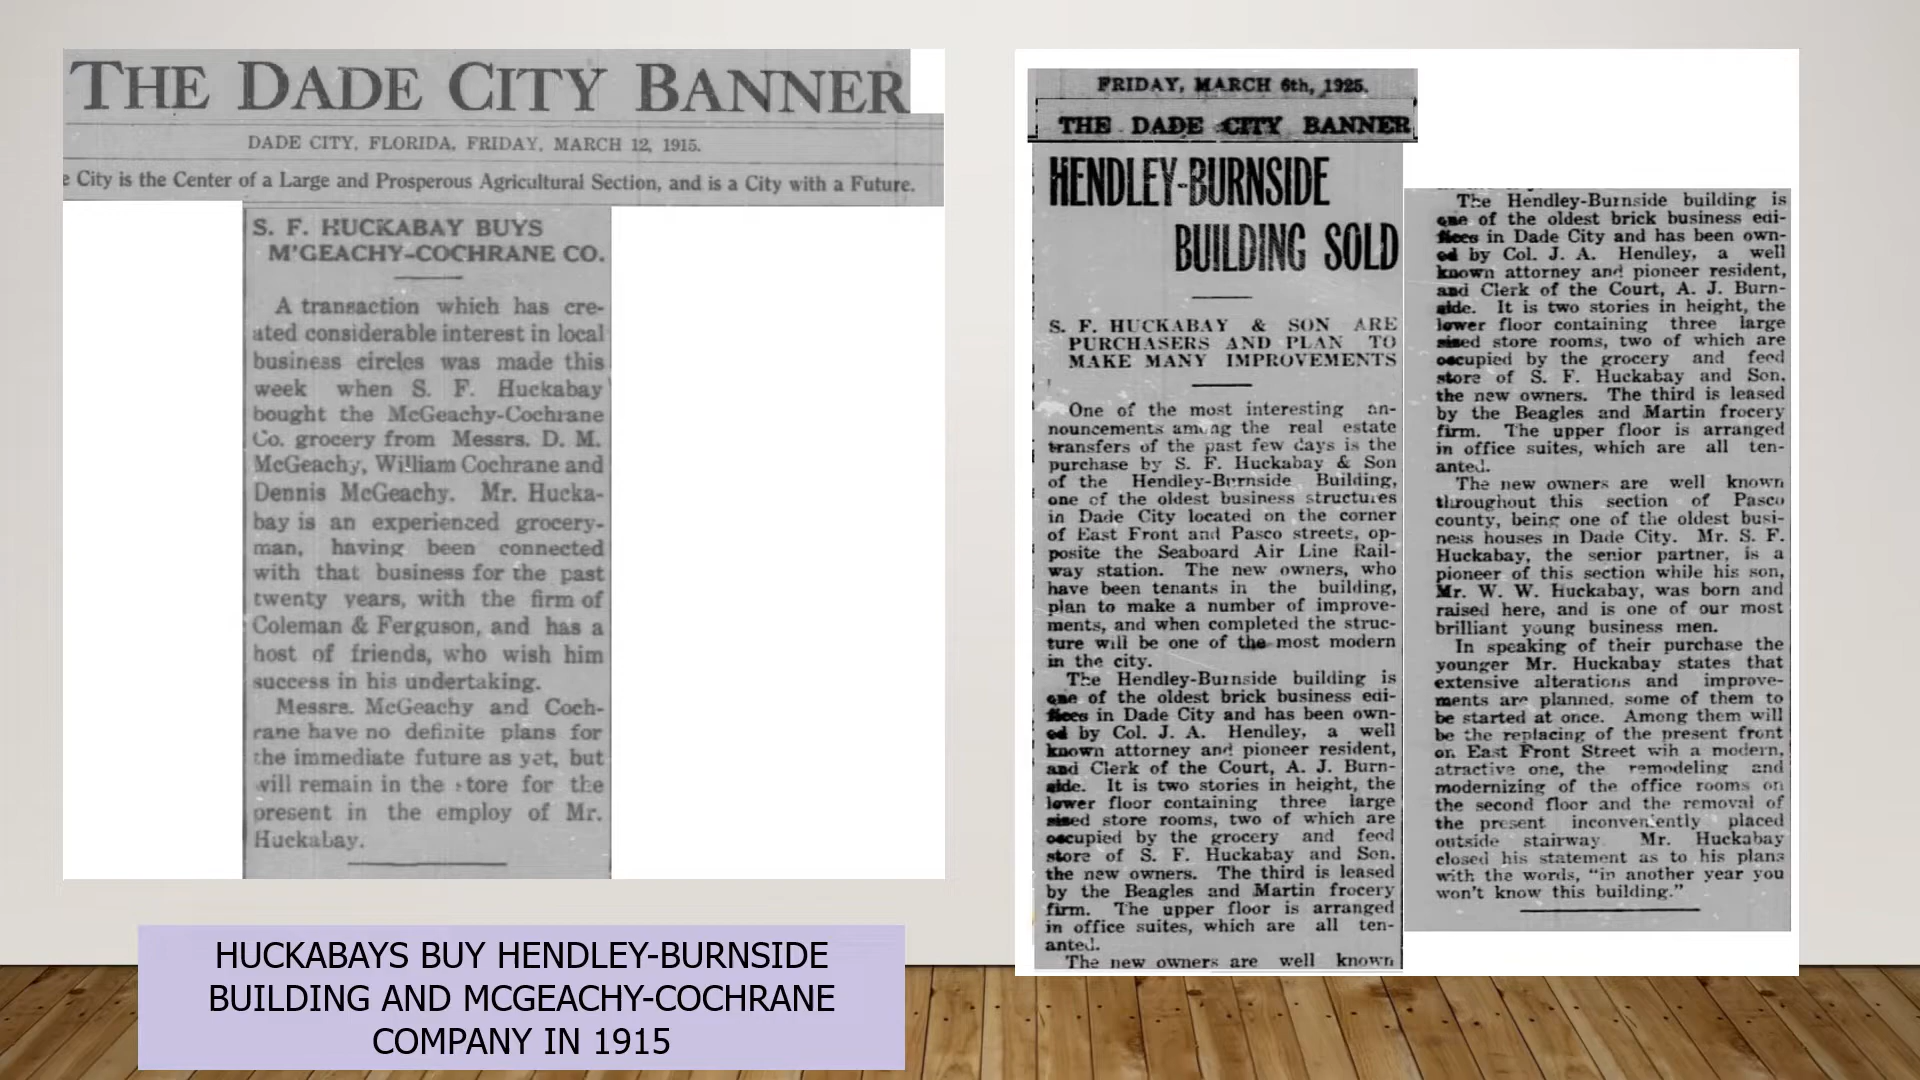 THE DADE CITY BANNER
DADE CITY, FLORIDA, FRIDAY, MARCH 12, 1915.
e City is the Center of a Large and Prosperous Agricultural Section, and is a City with a Future.
S. F. HUCKABAY BUYS
M'GEACHY-COCHRANE CO.
A transaction which has cre-
ated considerable interest in local
business circles was made this
week when S. F. Huckabay
bought the McGeachy-Cochrane
Co. grocery from Messrs. D. M.
McGeachy, William Cochrane and
Dennis McGeachy. Mr. Hucka-
bay is an experienced grocery-
man, having been connected
with that business for the past
twenty years, with the firm of
Coleman & Ferguson, and has a
host of friends, who wish him
success in his undertaking.
Messrs. McGeachy and Coch-
rane have no definite plans for
the immediate future as yet, but
will remain in the store for the
present in the employ of Mr.
Huckabay.
HUCKABAYS BUY HENDLEY-BURNSIDE
BUILDING AND MCGEACHY-COCHRANE
COMPANY IN 1915
FRIDAY, MARCH 6th, 1925.
THE DADE CITY BANNER
HENDLEY-BURNSIDE
BUILDING SOLD
S. F. HUCKABAY & SON ARE
PURCHASERS AND PLAN TO
MAKE MANY IMPROVEMENTS
One of the most interesting an-
nouncements among the real estate
transfers of the past few days is the
purchase by S. F. Huckabay & Son
of the Hendley-Burnside Building,
one of the oldest business structures
in Dade City located on the corner
of East Front and Pasco streets, op-
posite the Seaboard Air Line Rail-
way station. The new owners, who
have been tenants in the building,
plan to make a number of improve-
ments, and when completed the struc-
ture will be one of the most modern
in the city.
The Hendley-Burnside building is
one of the oldest brick business edi-
fices in Dade City and has been own-
ed by Col. J. A. Hendley, a well
known attorney and pioneer resident,
and Clerk of the Court, A. J. Burn-
side. It is two stories in height, the
lower floor containing three large
sized store rooms, two of which are
occupied by the grocery and feed
store of S. F. Huckabay and Son.
the new owners. The third is leased
by the Beagles and Martin frocery
firm. The upper floor is arranged
in office suites, which are all ten-
anted.
The new owners are well known
The Hendley-Burnside building is
one of the oldest brick business edi-
fices in Dade City and has been own-
ed by Col. J. A. Hendley, a well
known attorney and pioneer resident,
and Clerk of the Court, A. J. Burn-
side. It is two stories in height, the
lower floor containing three large
sized store rooms, two of which are
occupied by the grocery and feed
store of S. F. Huckabay and Son.
the new owners. The third is leased
by the Beagles and Martin frocery
firm. The upper floor is arranged
in office suites, which are all ten-
anted.
The new owners are well known
throughout this section of Pasco
county, being one of the oldest busi-
ness houses in Dade City. Mr. S. F.
Huckabay, the senior partner, is a
pioneer of this section while his son,
Mr. W. W. Huckabay, was born and
raised here, and is one of our most
brilliant young business men.
In speaking of their purchase the
younger Mr. Huckabay states that
extensive alterations and improve-
ments are planned, some of them to
be started at once. Among them will
be the replacing of the present front
on East Front Street wih a modern,
atractive one, the remodeling and
modernizing of the office rooms on
the second floor and the removal of
the present inconveniently placed
outside stairway. Mr. Huckabay
closed his statement as to his plans
with the words, "in another year you
won't know this building."